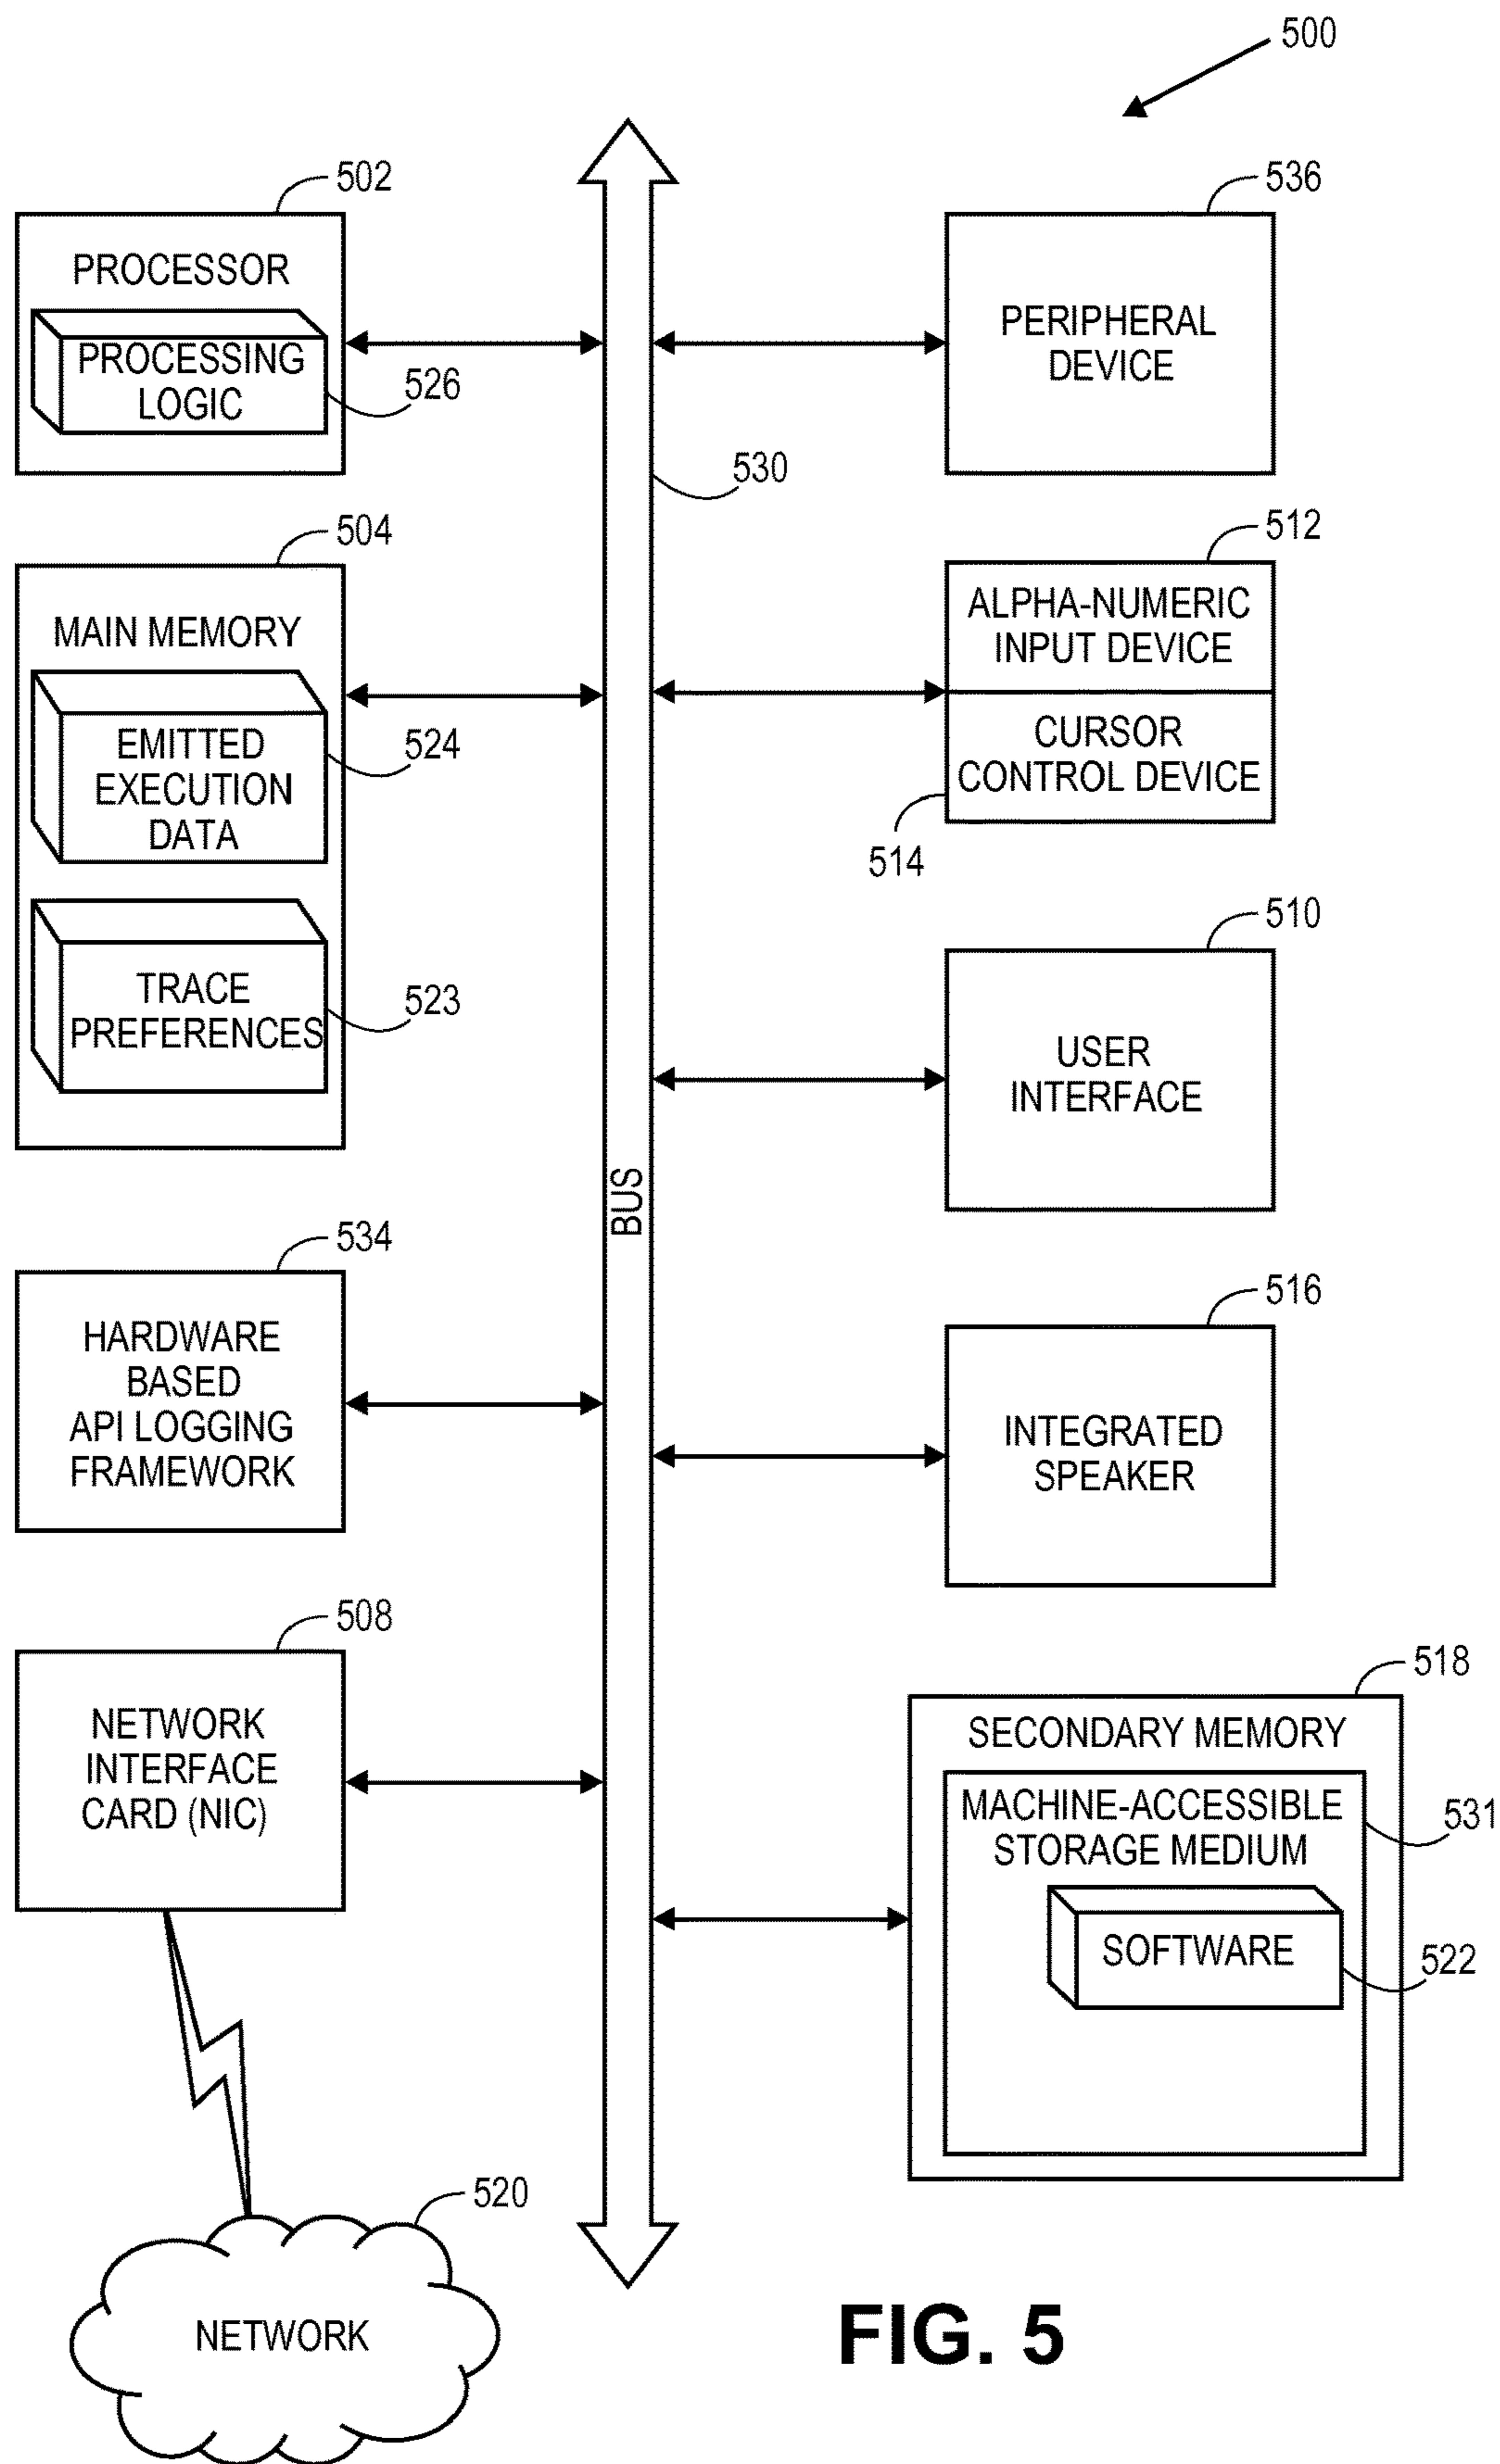 500
502
PROCESSOR
PROCESSING
LOGIC
526
504
MAIN MEMORY
EMITTED
EXECUTION
DATA
524
TRACE
PREFERENCES
523
534
HARDWARE
BASED
API LOGGING
FRAMEWORK
508
NETWORK
INTERFACE
CARD (NIC)
520
NETWORK
530
BUS
536
PERIPHERAL
DEVICE
512
ALPHA-NUMERIC
INPUT DEVICE
CURSOR
CONTROL DEVICE
514
510
USER
INTERFACE
516
INTEGRATED
SPEAKER
518
SECONDARY MEMORY
MACHINE-ACCESSIBLE
STORAGE MEDIUM
531
SOFTWARE
522
FIG. 5